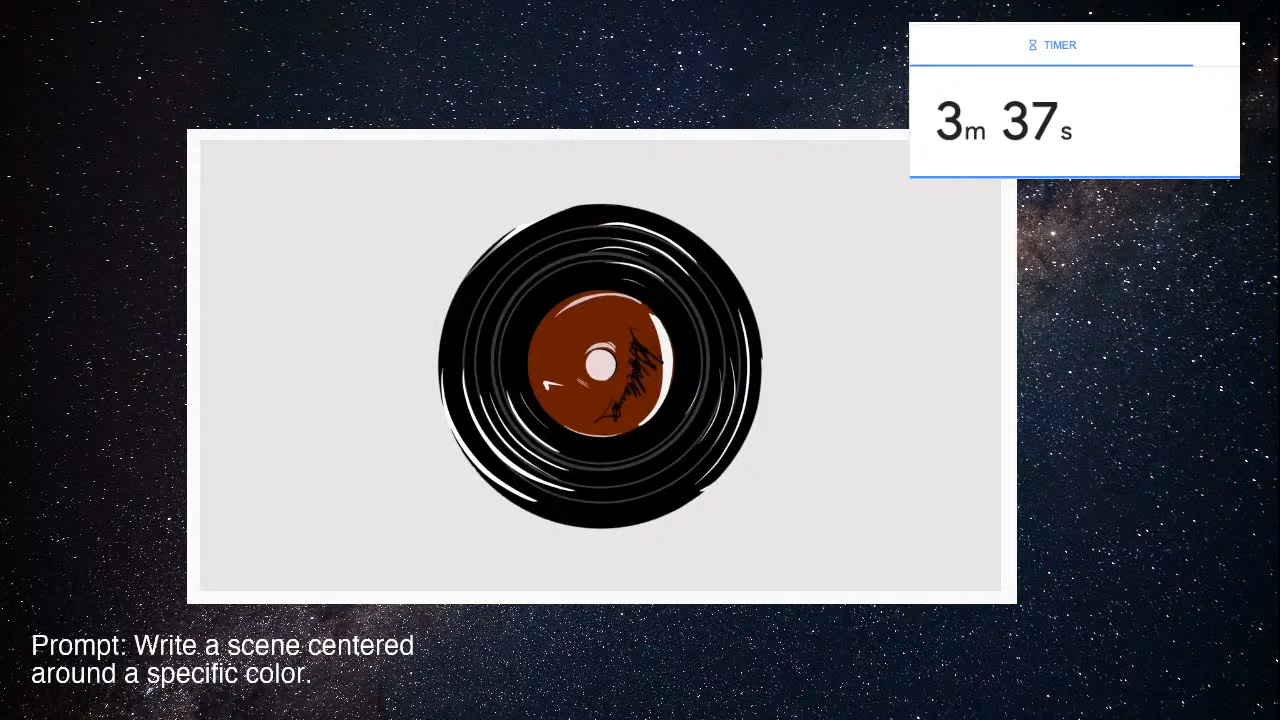 TIMER
3m 37s
Prompt: Write a scene centered
around a specific color.